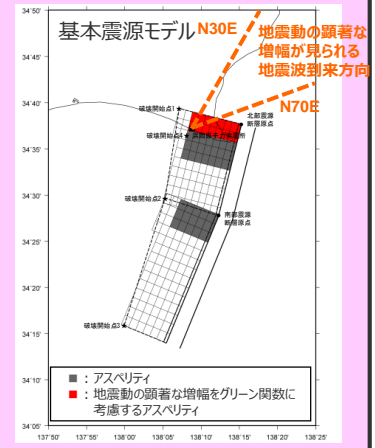 基本震源モデル
N30E
地震動の顕著な
増幅が見られる
地震波到来方向
N70E
破壊開始点1
北部震源
断層原点
破壊開始点4
破壊開始点2
南部震源
断層原点
破壊開始点3
■ : アスペリティ
■ : 地震動の顕著な増幅をグリーン関数に
考慮するアスペリティ
34˚50'
34˚45'
34˚40'
34˚35'
34˚30'
34˚25'
34˚20'
34˚15'
34˚10'
34˚05'
137˚50' 137˚55' 138˚00' 138˚05' 138˚10' 138˚15' 138˚20' 138˚25'